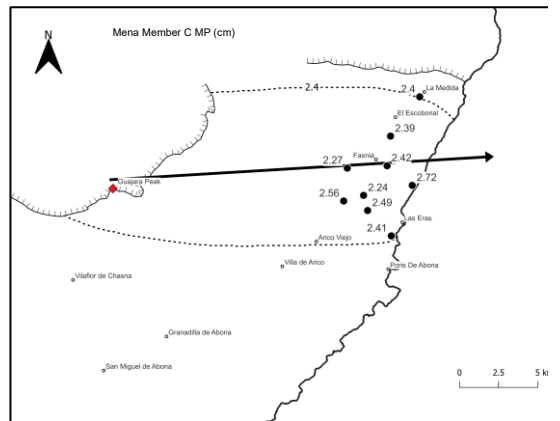 N
Mena Member C MP (cm)
2.4
2.4
La Medida
El Escobonal
2.39
Fasnia
2.42
2.27
Guajara Peak
2.72
2.24
2.56
2.49
Las Eras
2.41
Arico Viejo
Villa de Arico
Poris De Abona
Vilaflor de Chasna
Granadilla de Abona
San Miguel de Abona
0 2.5 5 km